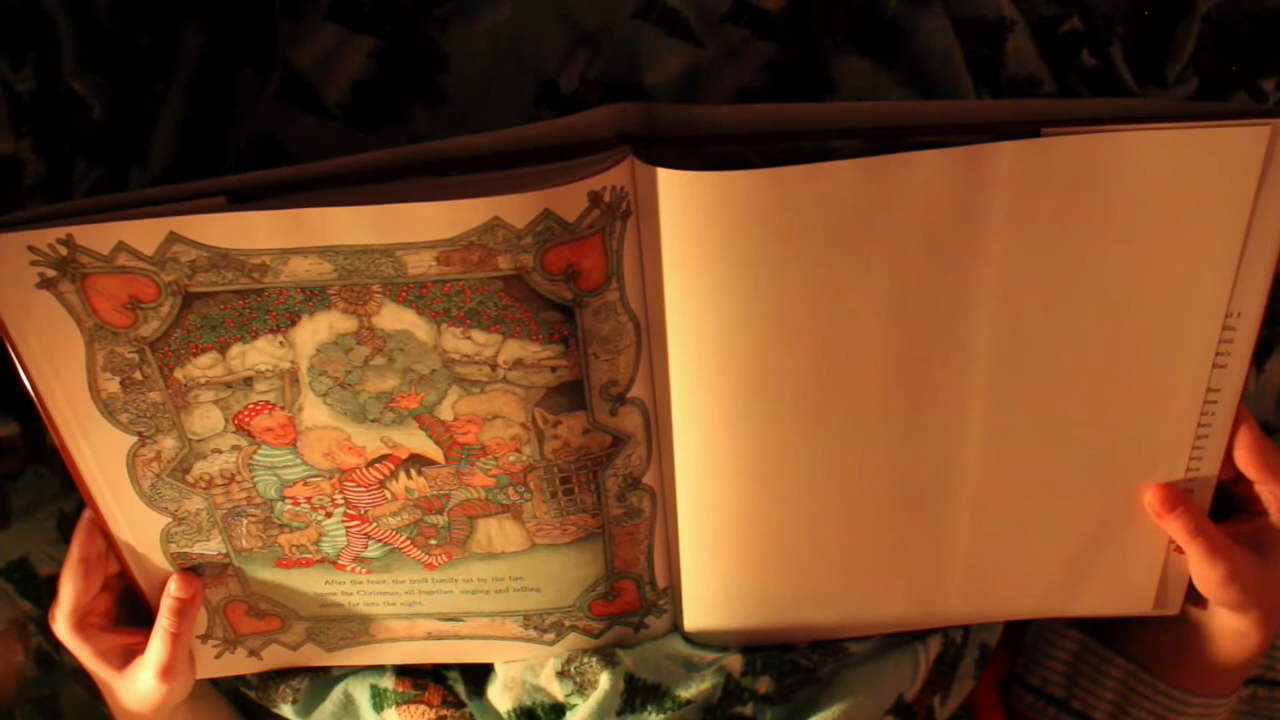 After the feast, the troll family sat by the fire,
home for Christmas, all together singing and telling
stories far into the night.